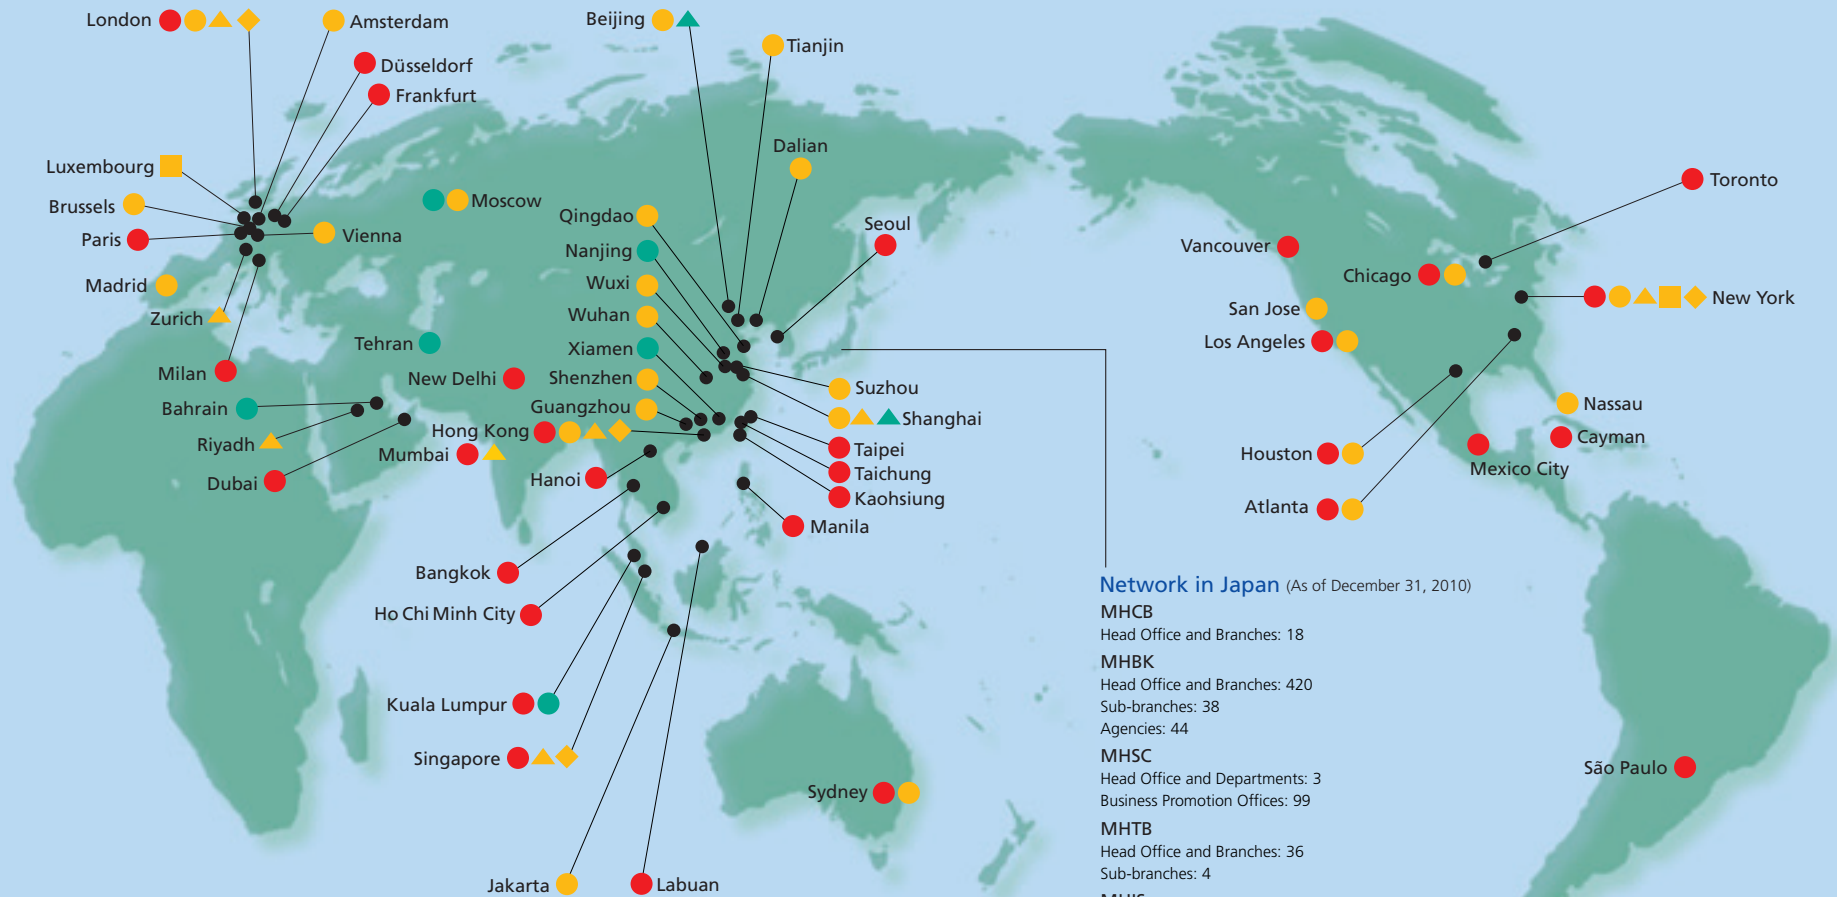 London
Amsterdam
Beijing
Tianjin
Düsseldorf
Frankfurt
Dalian
Luxembourg
Toronto
Moscow
Brussels
Qingdao
Seoul
Paris
Vienna
Vancouver
Nanjing
Chicago
Madrid
Wuxi
New York
San Jose
Zurich
Wuhan
Tehran
Xiamen
Los Angeles
Milan
New Delhi
Shenzhen
Suzhou
Bahrain
Guangzhou
Nassau
Shanghai
Hong Kong
Cayman
Riyadh
Mumbai
Taipei
Houston
Mexico City
Dubai
Hanoi
Taichung
Kaohsiung
Atlanta
Manila
Bangkok
Ho Chi Minh City
Kuala Lumpur
Singapore
São Paulo
Sydney
Jakarta
Labuan
Network in Japan (As of December 31, 2010)
MHCB
Head Office and Branches: 18
MHBK
Head Office and Branches: 420
Sub-branches: 38
Agencies: 44
MHSC
Head Office and Departments: 3
Business Promotion Offices: 99
MHTB
Head Office and Branches: 36
Sub-branches: 4